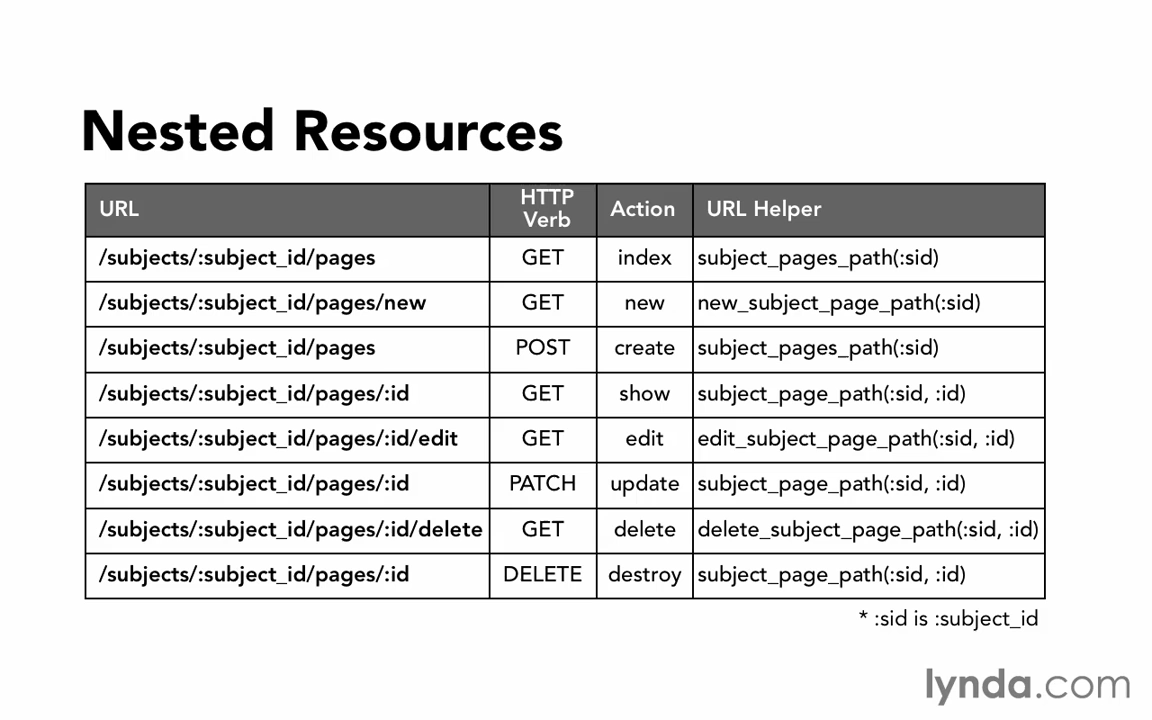 Nested Resources
URL HTTP Verb Action URL Helper
/subjects/:subject_id/pages GET index subject_pages_path(:sid)
/subjects/:subject_id/pages/new GET new new_subject_page_path(:sid)
/subjects/:subject_id/pages POST create subject_pages_path(:sid)
/subjects/:subject_id/pages/:id GET show subject_page_path(:sid, :id)
/subjects/:subject_id/pages/:id/edit GET edit edit_subject_page_path(:sid, :id)
/subjects/:subject_id/pages/:id PATCH update subject_page_path(:sid, :id)
/subjects/:subject_id/pages/:id/delete GET delete delete_subject_page_path(:sid, :id)
/subjects/:subject_id/pages/:id DELETE destroy subject_page_path(:sid, :id)
* :sid is :subject_id
lynda.com